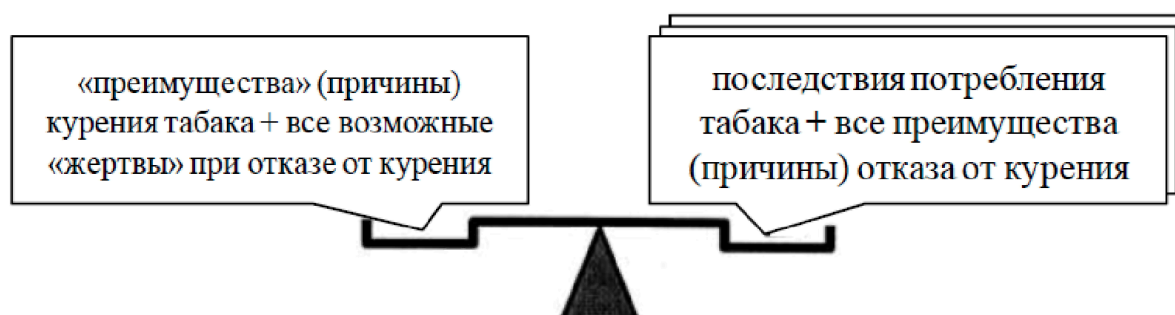 «преимущества» (причины)
курения табака + все возможные
«жертвы» при отказе от курения
последствия потребления
табака + все преимущества
(причины) отказа от курения